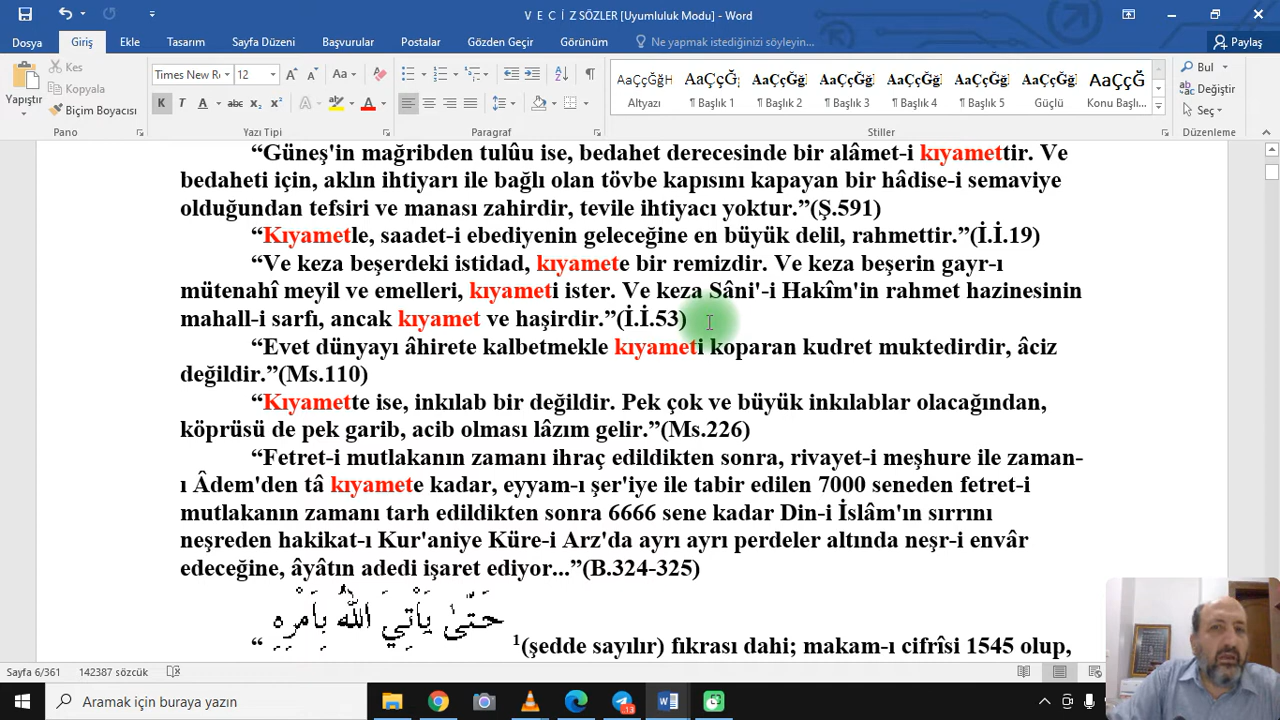 V E C İ Z SÖZLER [Uyumluluk Modu] - Word
Dosya Giriş Ekle Tasarım Sayfa Düzeni Başvurular Postalar Gözden Geçir Görünüm Ne yapmak istediğinizi söyleyin... Paylaş
Yapıştır Kes Kopyala Biçim Boyacısı
Times New Ro 12
AaÇçĞğH AaÇçĞğ AaÇçĞğ AaÇçĞğ AaÇçĞğ AaÇçĞğ AaÇçĞğ AaÇçĞ
Altyazı ¶ Başlık 1 ¶ Başlık 2 ¶ Başlık 3 ¶ Başlık 4 ¶ Başlık 5 Güçlü Konu Başlı...
Bul Değiştir Seç
Pano Yazı Tipi Paragraf Stiller Düzenleme
“Güneş'in mağribden tulûu ise, bedahet derecesinde bir alâmet-i kıyamettir. Ve
bedaheti için, aklın ihtiyarı ile bağlı olan tövbe kapısını kapayan bir hâdise-i semaviye
olduğundan tefsiri ve manası zahirdir, tevile ihtiyacı yoktur.”(Ş.591)
“Kıyametle, saadet-i ebediyenin geleceğine en büyük delil, rahmettir.”(İ.İ.19)
“Ve keza beşerdeki istidad, kıyamete bir remizdir. Ve keza beşerin gayr-ı
mütenahî meyil ve emelleri, kıyameti ister. Ve keza Sâni'-i Hakîm'in rahmet hazinesinin
mahall-i sarfı, ancak kıyamet ve haşirdir.”(İ.İ.53)
“Evet dünyayı âhirete kalbetmekle kıyameti koparan kudret muktedirdir, âciz
değildir.”(Ms.110)
“Kıyamette ise, inkılab bir değildir. Pek çok ve büyük inkılablar olacağından,
köprüsü de pek garib, acib olması lâzım gelir.”(Ms.226)
“Fetret-i mutlakanın zamanı ihraç edildikten sonra, rivayet-i meşhure ile zaman-
ı Âdem'den tâ kıyamete kadar, eyyam-ı şer'iye ile tabir edilen 7000 seneden fetret-i
mutlakanın zamanı tarh edildikten sonra 6666 sene kadar Din-i İslâm'ın sırrını
neşreden hakikat-ı Kur'aniye Küre-i Arz'da ayrı ayrı perdeler altında neşr-i envâr
edeceğine, âyâtın adedi işaret ediyor...”(B.324-325)
حَتّٰى يَاْتِيَ اللّٰهُ بِاَمْرِهِ
“ 1(şedde sayılır) fıkrası dahi; makam-ı cifrîsi 1545 olup,
Sayfa 6/361 142387 sözcük
Aramak için buraya yazın